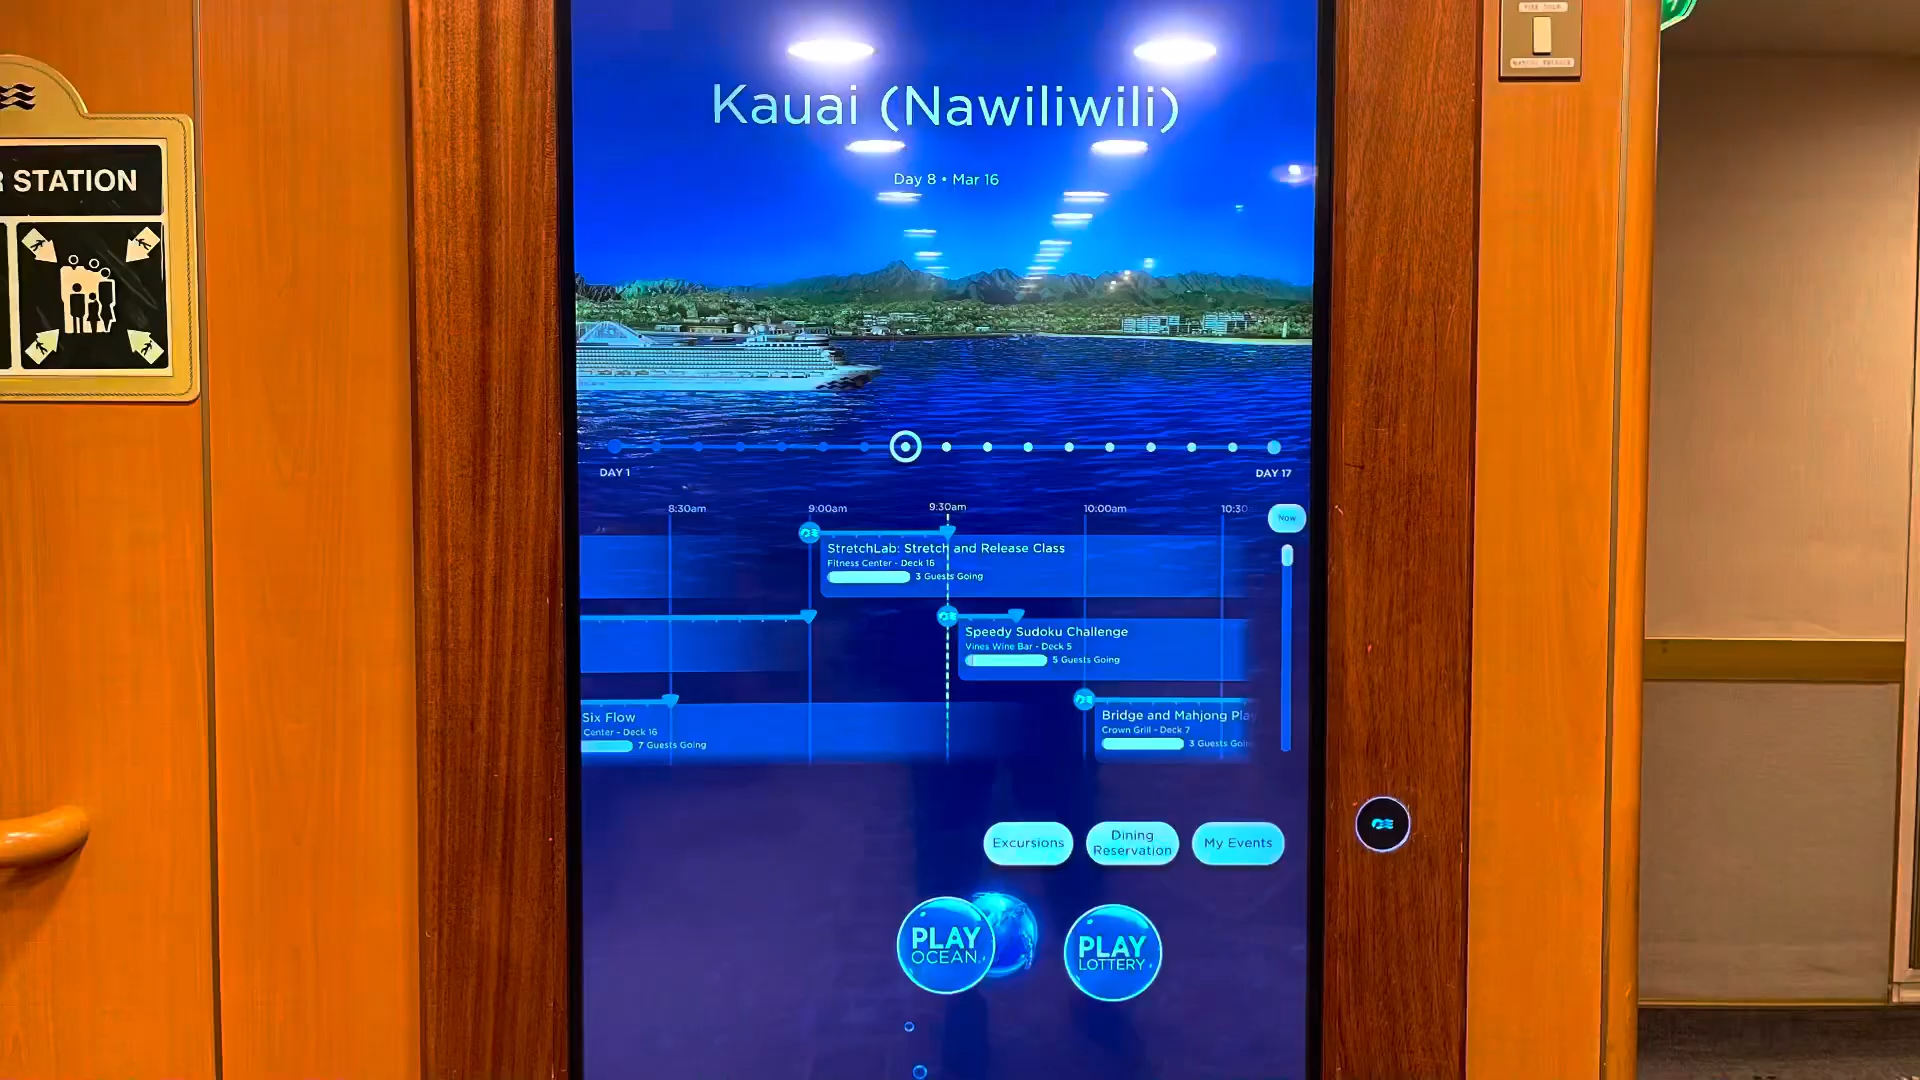 STATION
Kauai (Nawiliwili)
Day 8 • Mar 16
DAY 1
DAY 17
8:30am
9:00am
9:30am
10:00am
10:30
Now
StretchLab: Stretch and Release Class
Fitness Center - Deck 16
3 Guests Going
Speedy Sudoku Challenge
Vines Wine Bar - Deck 5
5 Guests Going
Six Flow
Center - Deck 16
7 Guests Going
Bridge and Mahjong Pla
Crown Grill - Deck 7
3 Guests Goin
Excursions
Dining
Reservation
My Events
PLAY
OCEAN
PLAY
LOTTERY